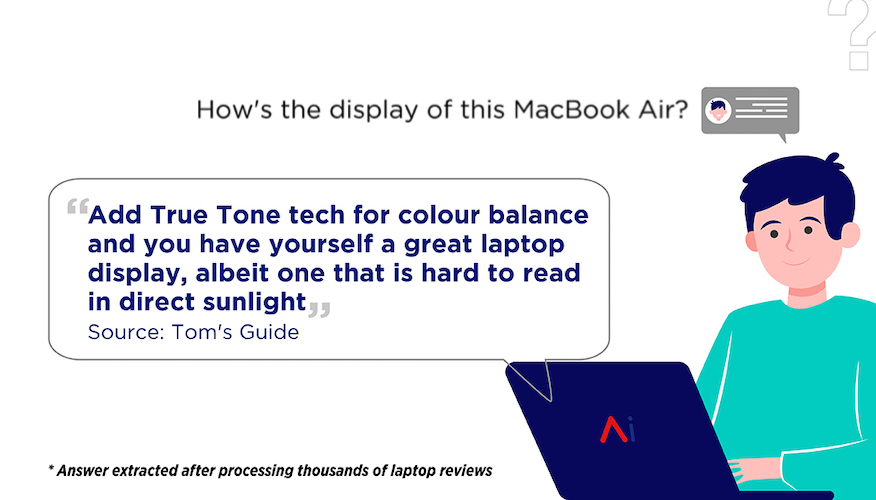 ?
How's the display of this MacBook Air?
“Add True Tone tech for colour balance
and you have yourself a great laptop
display, albeit one that is hard to read
in direct sunlight”
Source: Tom's Guide
Ai
* Answer extracted after processing thousands of laptop reviews